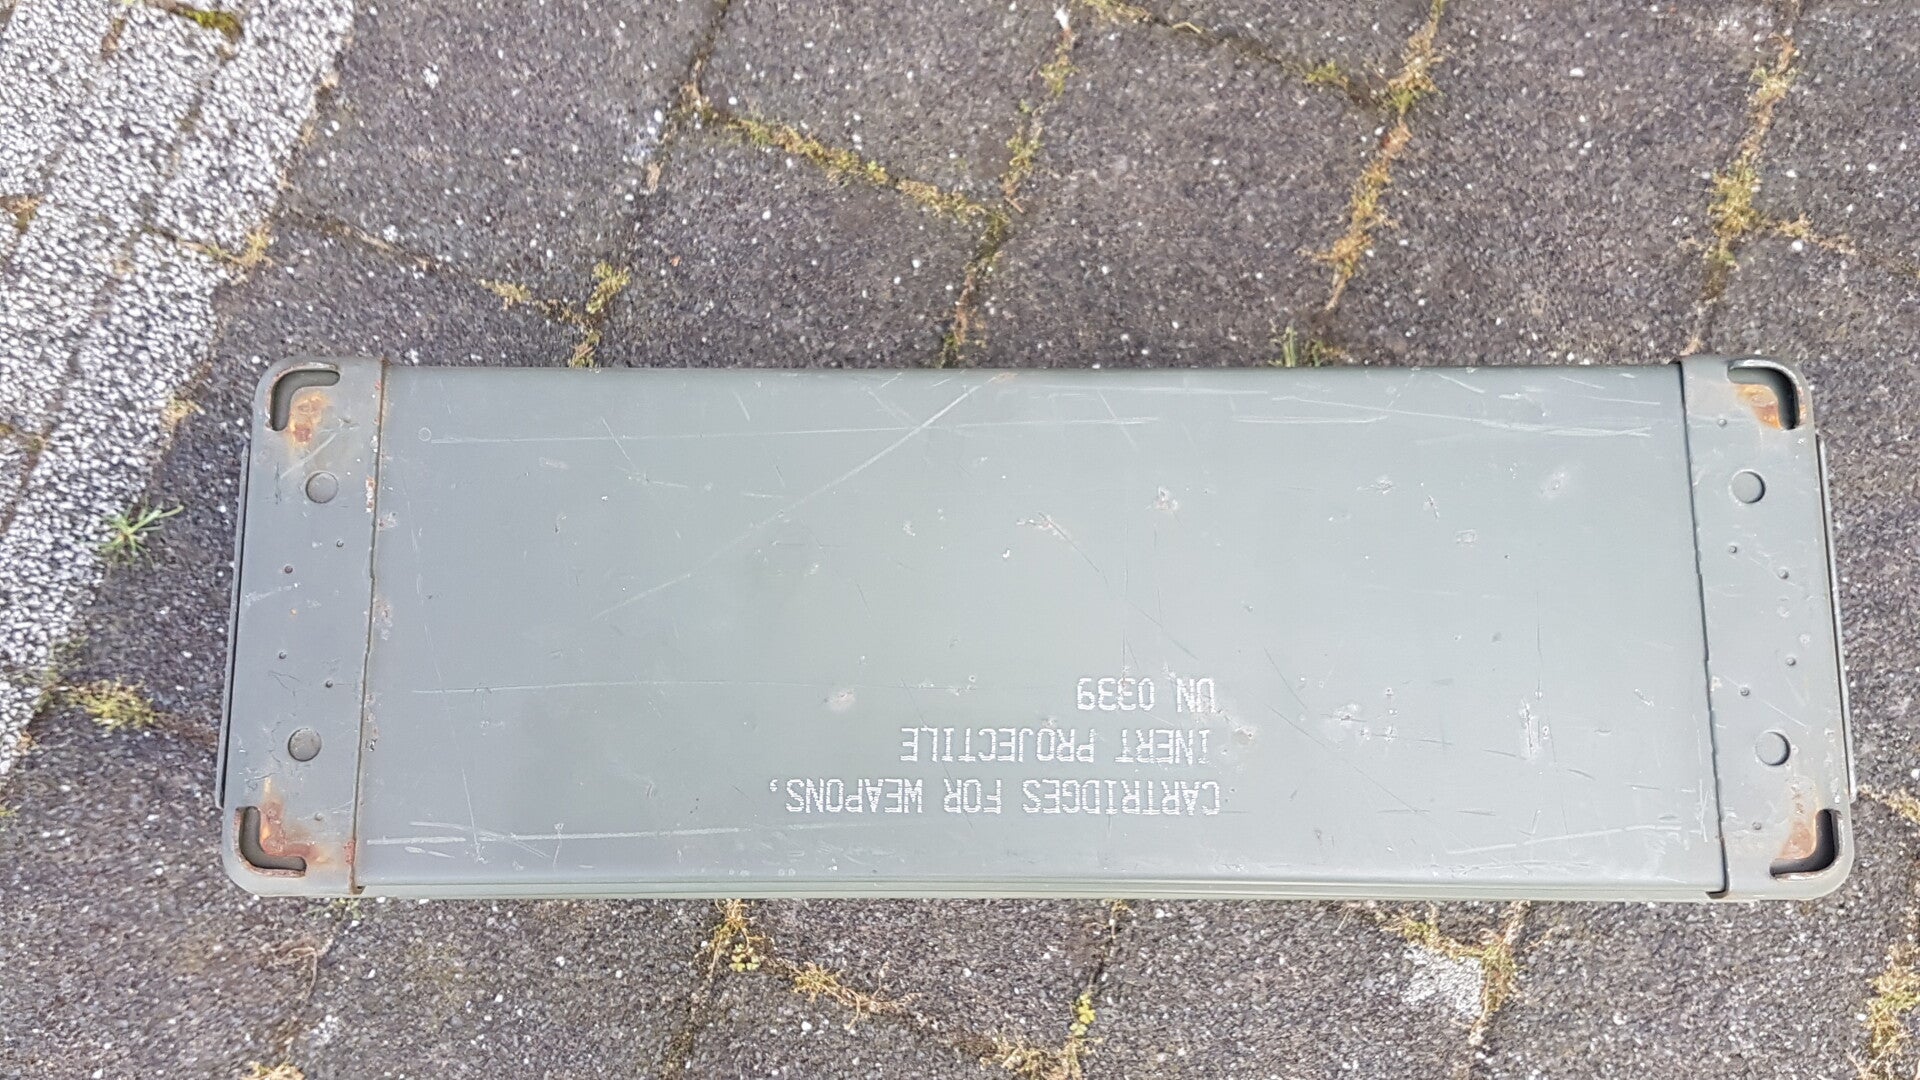 CARTRIDGES FOR WEAPONS,
INERT PROJECTILE
UN 0339